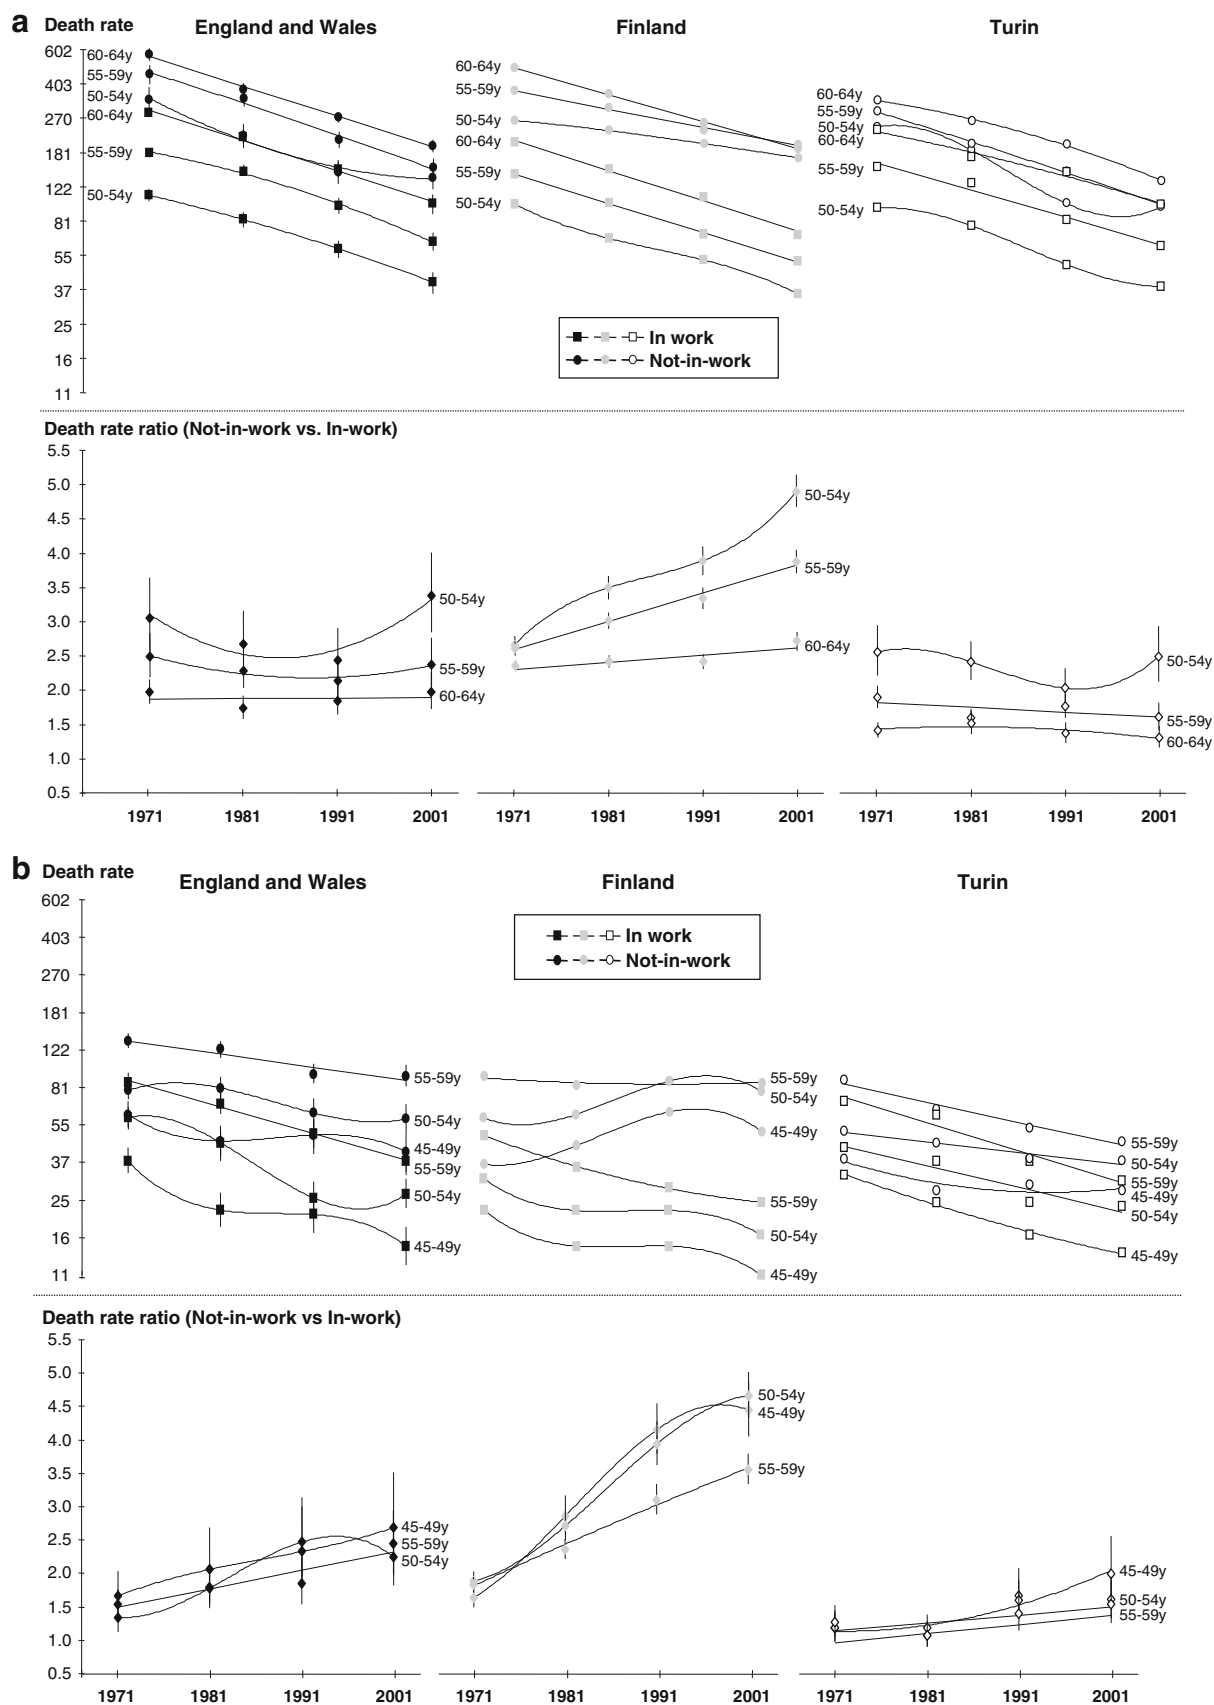 a Death rate England and Wales Finland Turin
602
403
270
181
122
81
55
37
25
16
11
60-64y
55-59y
50-54y
60-64y
55-59y
50-54y
60-64y
55-59y
50-54y
60-64y
55-59y
50-54y
60-64y
55-59y
50-54y
60-64y
55-59y
50-54y
In work
Not-in-work
Death rate ratio (Not-in-work vs. In-work)
5.5
5.0
4.5
4.0
3.5
3.0
2.5
2.0
1.5
1.0
0.5
50-54y
55-59y
60-64y
50-54y
55-59y
60-64y
50-54y
55-59y
60-64y
1971 1981 1991 2001 1971 1981 1991 2001 1971 1981 1991 2001
b Death rate England and Wales Finland Turin
602
403
270
181
122
81
55
37
25
16
11
In work
Not-in-work
55-59y
50-54y
45-49y
55-59y
50-54y
45-49y
55-59y
50-54y
45-49y
55-59y
50-54y
45-49y
55-59y
50-54y
55-59y
45-49y
50-54y
45-49y
Death rate ratio (Not-in-work vs In-work)
5.5
5.0
4.5
4.0
3.5
3.0
2.5
2.0
1.5
1.0
0.5
45-49y
55-59y
50-54y
50-54y
45-49y
55-59y
45-49y
50-54y
55-59y
1971 1981 1991 2001 1971 1981 1991 2001 1971 1981 1991 2001